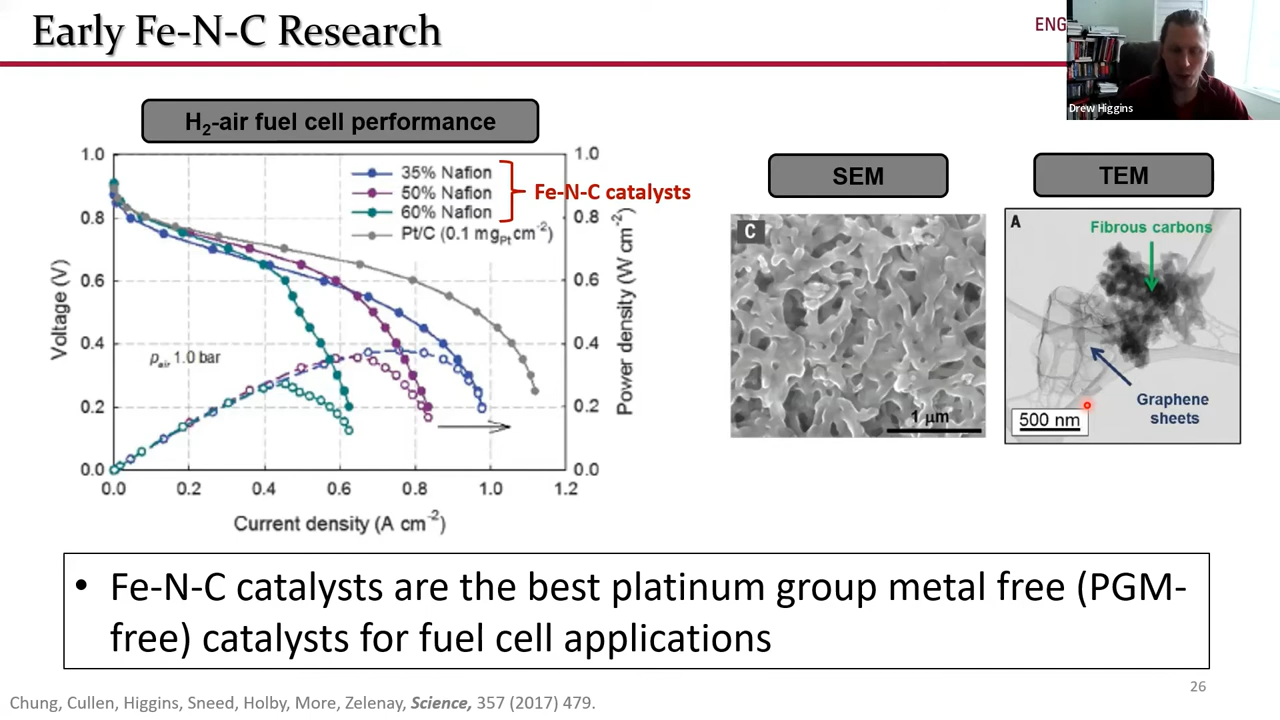 Early Fe-N-C Research
ENG
Drew Higgins
H2-air fuel cell performance
SEM
TEM
1.0
0.8
0.6
0.4
0.2
0.0
Voltage (V)
35% Nafion
50% Nafion
60% Nafion
Pt/C (0.1 mgPt cm-2)
Fe-N-C catalysts
pair 1.0 bar
1.0
0.8
0.6
0.4
0.2
0.0
Power density (W cm-2)
0.0 0.2 0.4 0.6 0.8 1.0 1.2
Current density (A cm-2)
C
1 μm
A
Fibrous carbons
Graphene
sheets
500 nm
• Fe-N-C catalysts are the best platinum group metal free (PGM-
free) catalysts for fuel cell applications
26
Chung, Cullen, Higgins, Sneed, Holby, More, Zelenay, Science, 357 (2017) 479.